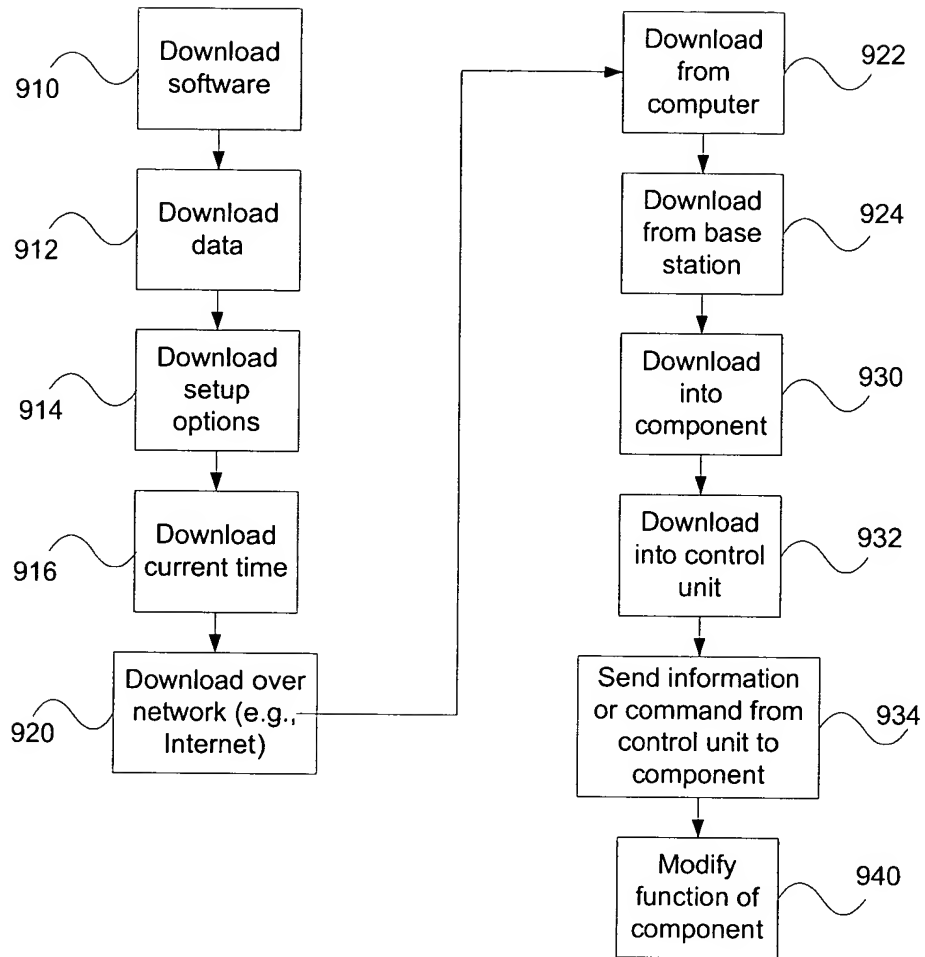 910
Download
software
912
Download
data
914
Download
setup
options
916
Download
current time
920
Download over
network (e.g.,
Internet)
922
Download
from
computer
924
Download
from base
station
930
Download
into
component
932
Download
into control
unit
934
Send information
or command from
control unit to
component
940
Modify
function of
component